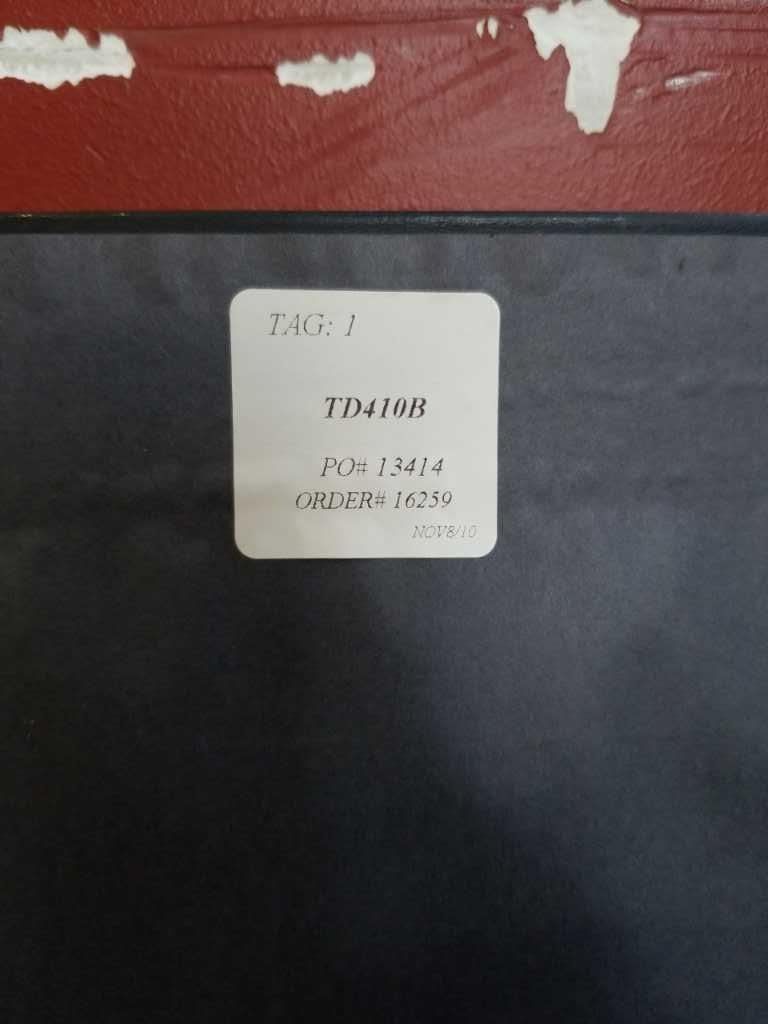 TAG: 1
TD410B
PO# 13414
ORDER# 16259
NOV8/10